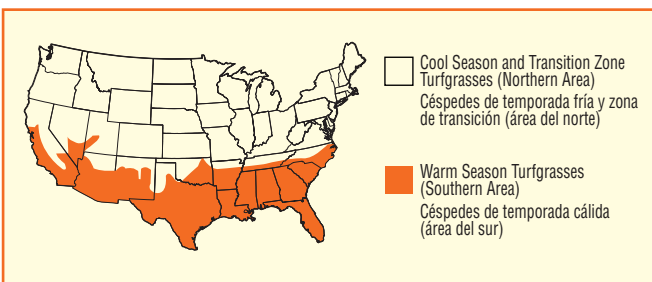 Cool Season and Transition Zone
Turfgrasses (Northern Area)
Céspedes de temporada fría y zona
de transición (área del norte)
Warm Season Turfgrasses
(Southern Area)
Céspedes de temporada cálida
(área del sur)